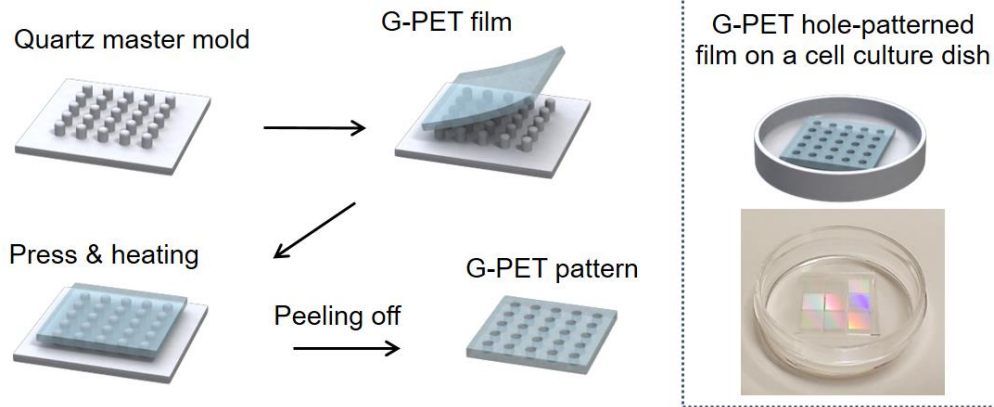 Quartz master mold
G-PET film
Press & heating
Peeling off
G-PET pattern
G-PET hole-patterned
film on a cell culture dish